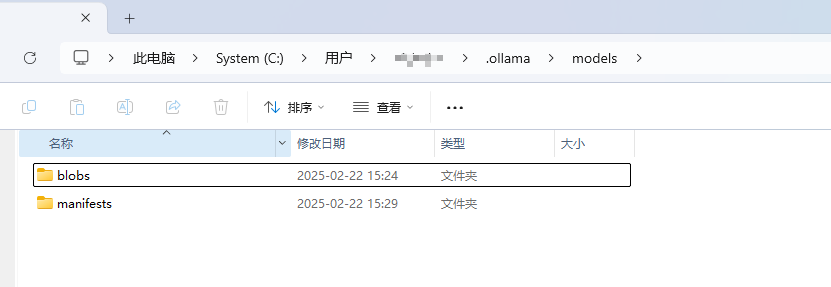 此电脑 System (C:) 用户 .ollama models
排序 查看
名称 修改日期 类型 大小
blobs 2025-02-22 15:24 文件夹
manifests 2025-02-22 15:29 文件夹